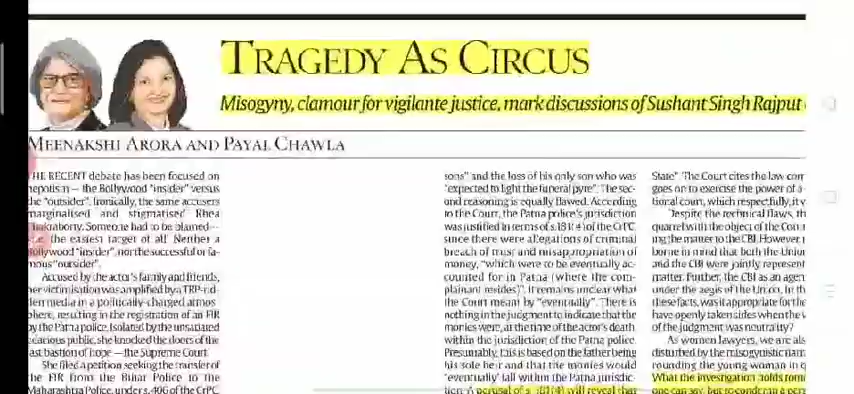 TRAGEDY AS CIRCUS
Misogyny, clamour for vigilante justice, mark discussions of Sushant Singh Rajput
MEENAKSHI ARORA AND PAYAL CHAWLA
HE RECENT debate has been focused on
nepotism — the Bollywood "insider" versus
the "outsider". Ironically, the same accusers
marginalised and stigmatised Rhea
Chakraborty. Someone had to be blamed —
the easiest target of all. Neither a
Bollywood "insider" nor the successful or fa-
mous "outsider".
Accused by the actor's family and friends,
her victimisation was amplified by a TRP-rid-
den media in a politically-charged atmos-
phere, resulting in the registration of an FIR
by the Patna police. Isolated by the unsatiated
public, she knocked the doors of the
last bastion of hope — the Supreme Court.
She filed a petition seeking the transfer of
the FIR from the Bihar Police to the
Maharashtra Police, under s.406 of the CrPC.
sons" and the loss of his only son who was
"expected to light the funeral pyre". The sec-
ond reasoning is equally flawed. According
to the Court, the Patna police's jurisdiction
was justified in terms of s.181(4) of the CrPC,
since there were allegations of criminal
breach of trust and misappropriation of
money, "which were to be eventually ac-
counted for in Patna (where the com-
plainant resides)". It remains unclear what
the Court meant by "eventually". There is
nothing in the judgment to indicate that the
monies were, at the time of the actor's death
within the jurisdiction of the Patna police.
Presumably, this is based on the father being
his sole heir and that the monies would
"eventually" fall within the Patna jurisdic-
tion. A perusal of s.181(4) will reveal that
State". The Court cites the law
goes on to exercise the power of a
tional court, which respectfully, it
Despite the technical flaws, th
quarrel with the object of the Cour
ing the matter to the CBI. However
borne in mind that both the Union
and the CBI were jointly represent
matter. Further, the CBI as an agen
under the aegis of the Union. In th
these facts, was it appropriate for the
have openly taken sides when the
of the judgment was neutrality?
As women lawyers, we are als
disturbed by the misogynistic narr
rounding the young woman in q
What the investigation holds
one can say, but to condemn a pers